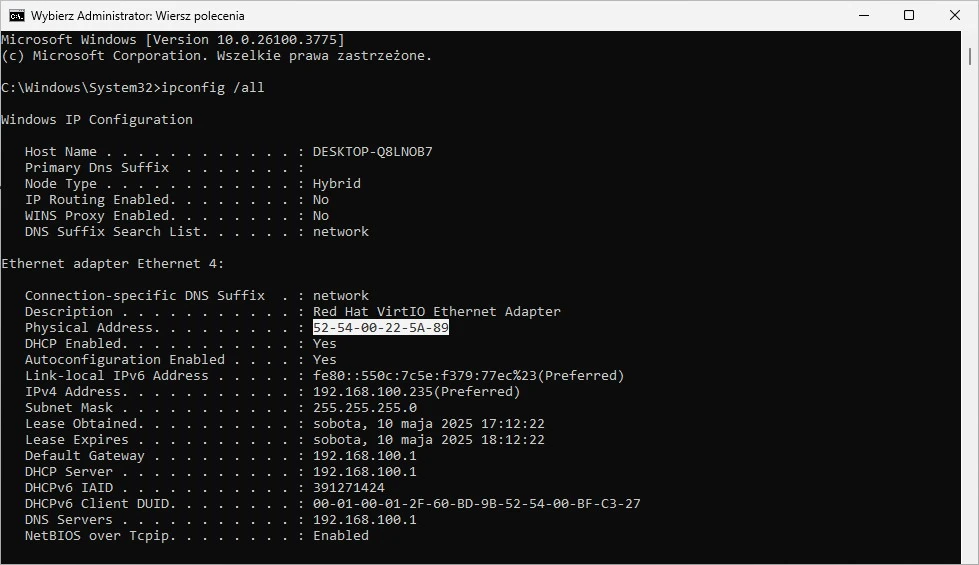 Wybierz Administrator: Wiersz polecenia
Microsoft Windows [Version 10.0.26100.3775]
(c) Microsoft Corporation. Wszelkie prawa zastrzeżone.
C:\Windows\System32>ipconfig /all
Windows IP Configuration
Host Name . . . . . . . . . . . . : DESKTOP-Q8LNOB7
Primary Dns Suffix  . . . . . . . :
Node Type . . . . . . . . . . . . : Hybrid
IP Routing Enabled. . . . . . . . : No
WINS Proxy Enabled. . . . . . . . : No
DNS Suffix Search List. . . . . . : network
Ethernet adapter Ethernet 4:
Connection-specific DNS Suffix  . : network
Description . . . . . . . . . . . : Red Hat VirtIO Ethernet Adapter
Physical Address. . . . . . . . . : 52-54-00-22-5A-89
DHCP Enabled. . . . . . . . . . . : Yes
Autoconfiguration Enabled . . . . : Yes
Link-local IPv6 Address . . . . . : fe80::550c:7c5e:f379:77ec%23(Preferred)
IPv4 Address. . . . . . . . . . . : 192.168.100.235(Preferred)
Subnet Mask . . . . . . . . . . . : 255.255.255.0
Lease Obtained. . . . . . . . . . : sobota, 10 maja 2025 17:12:22
Lease Expires . . . . . . . . . . : sobota, 10 maja 2025 18:12:22
Default Gateway . . . . . . . . . : 192.168.100.1
DHCP Server . . . . . . . . . . . : 192.168.100.1
DHCPv6 IAID . . . . . . . . . . . : 391271424
DHCPv6 Client DUID. . . . . . . . : 00-01-00-01-2F-60-BD-9B-52-54-00-BF-C3-27
DNS Servers . . . . . . . . . . . : 192.168.100.1
NetBIOS over Tcpip. . . . . . . . : Enabled